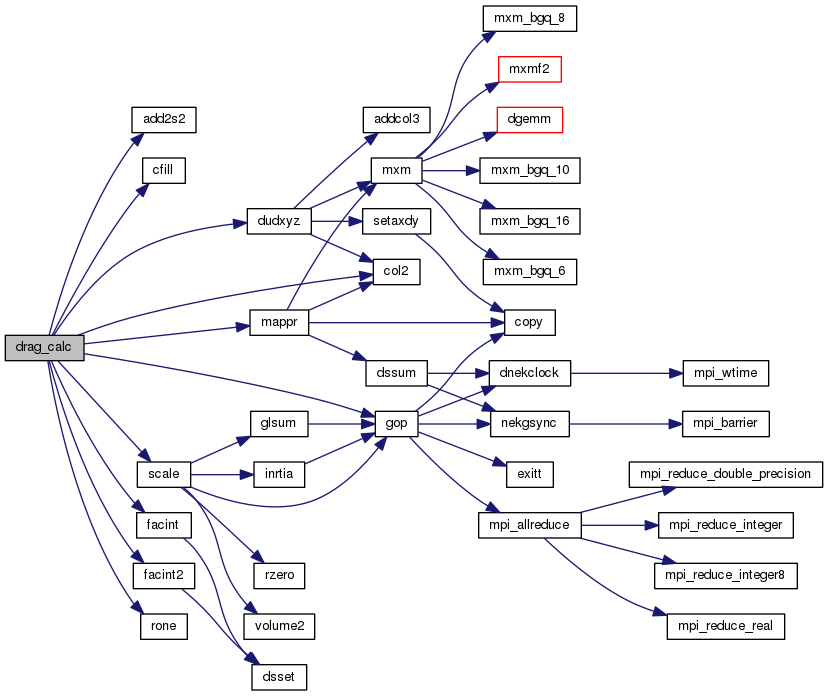 mxm_bgq_8
mxmf2
add2s2
addcol3
dgemm
cfill
mxm
mxm_bgq_10
dudxyz
setaxdy
mxm_bgq_16
col2
mxm_bgq_6
mappr
copy
drag_calc
dssum
dnekclock
mpi_wtime
glsum
gop
nekgsync
mpi_barrier
scale
inrtia
exitt
mpi_reduce_double_precision
facint
mpi_allreduce
mpi_reduce_integer
facint2
rzero
mpi_reduce_integer8
rone
volume2
mpi_reduce_real
dsset